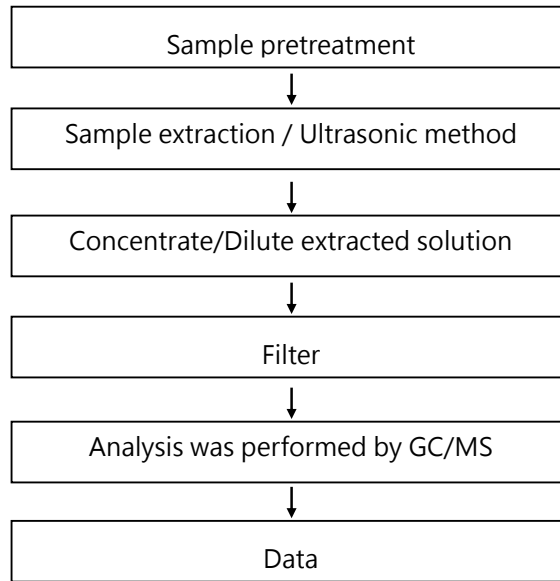 Sample pretreatment
Sample extraction / Ultrasonic method
Concentrate/Dilute extracted solution
Filter
Analysis was performed by GC/MS
Data